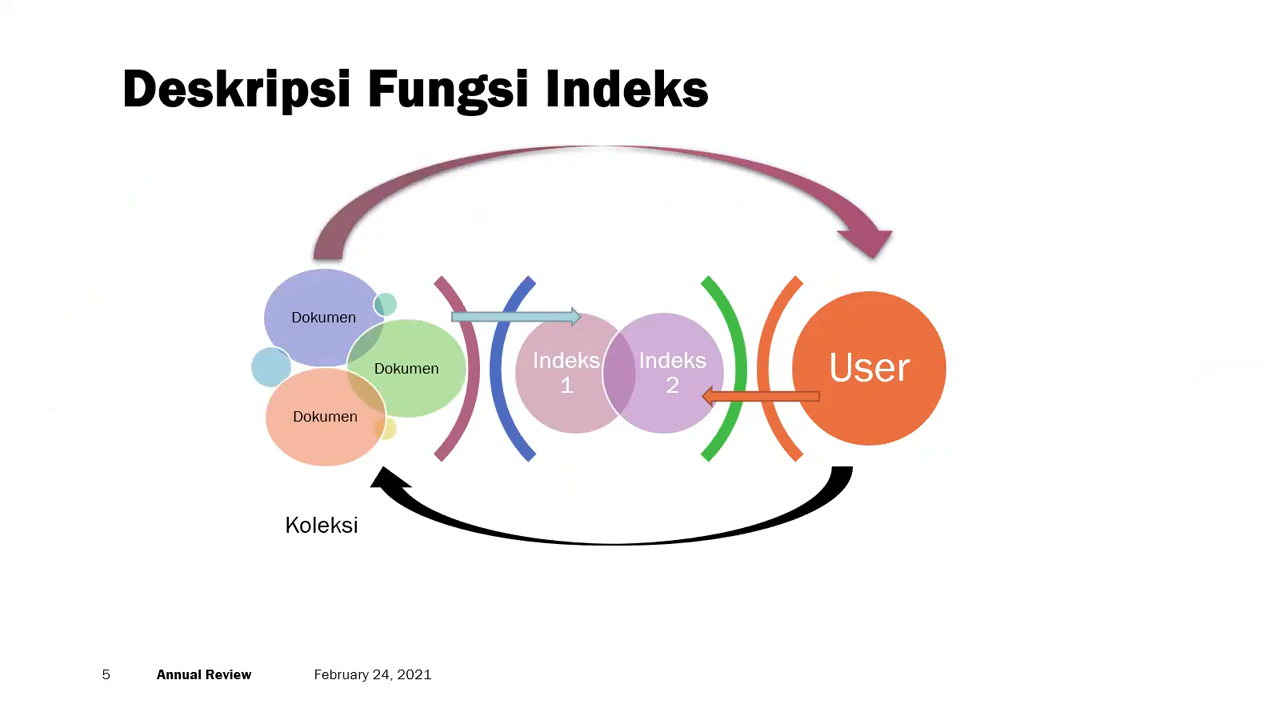 Deskripsi Fungsi Indeks
Dokumen
Dokumen
Dokumen
Indeks
1
Indeks
2
User
Koleksi
5 Annual Review February 24, 2021